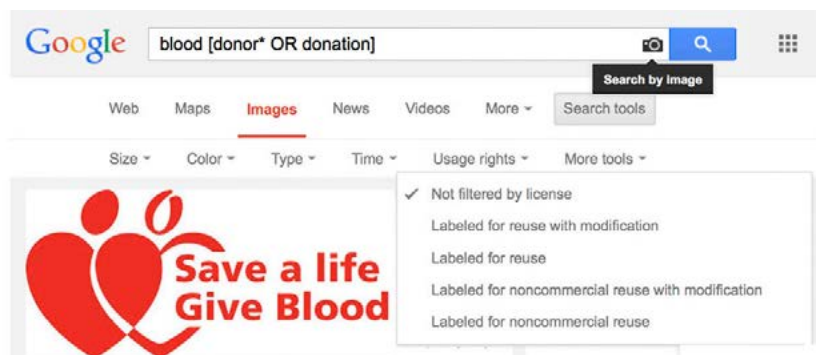 Google blood [donor* OR donation]
Search by image
Web Maps Images News Videos More Search tools
Size Color Type Time Usage rights More tools
Not filtered by license
Labeled for reuse with modification
Labeled for reuse
Labeled for noncommercial reuse with modification
Labeled for noncommercial reuse
Save a life
Give Blood